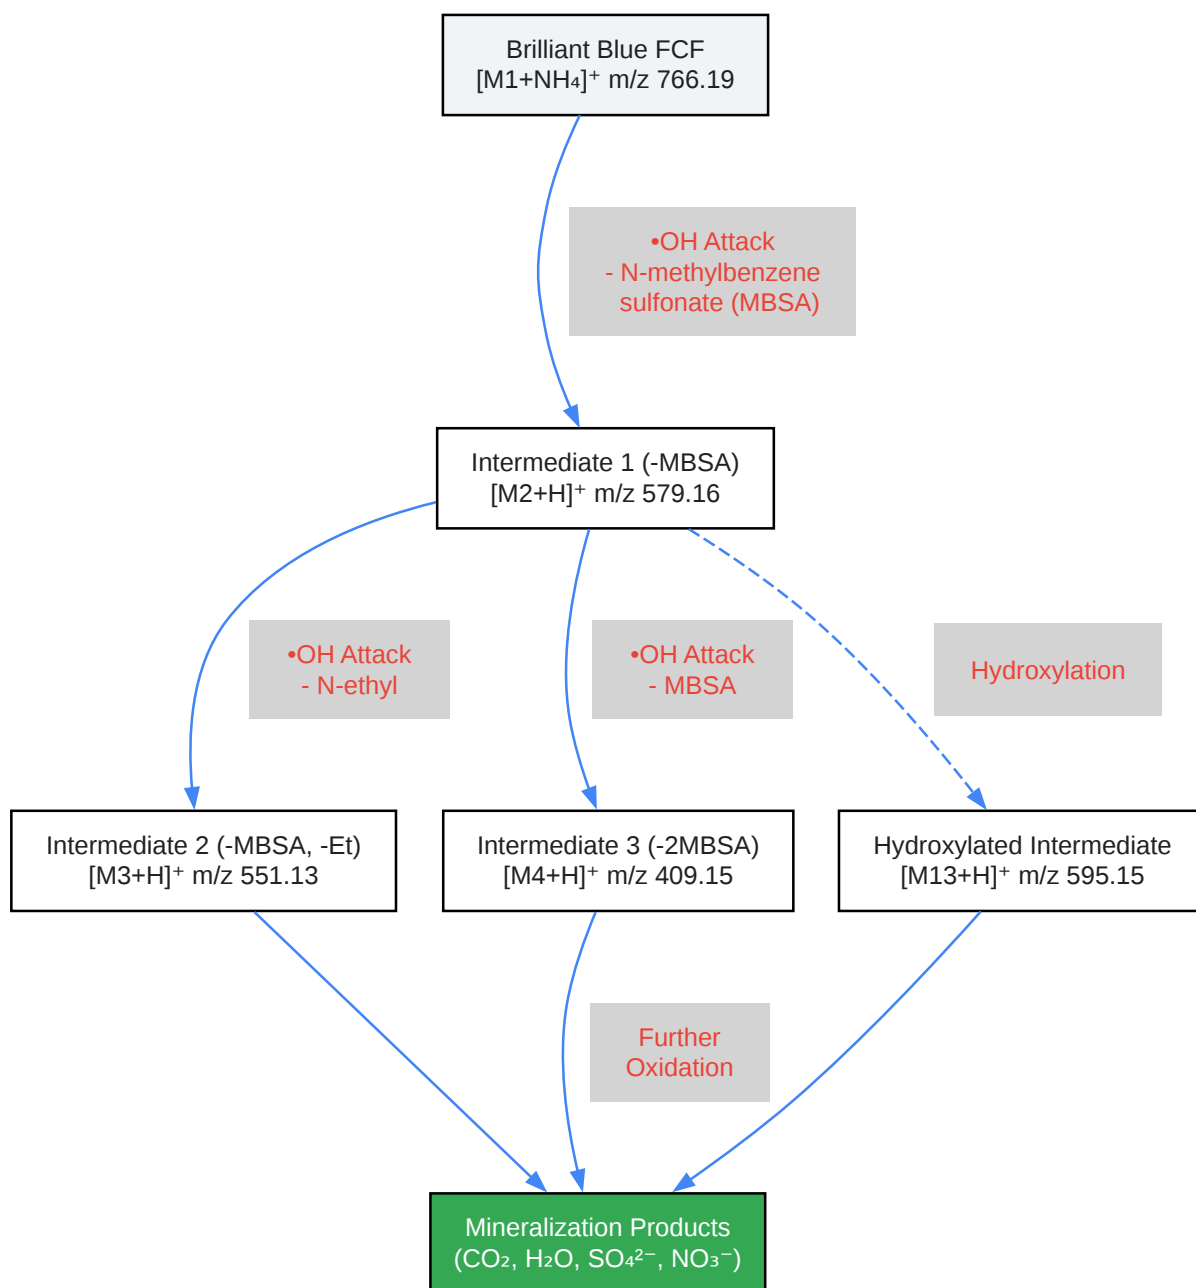 Brilliant Blue FCF
[M1+NH₄]⁺ m/z 766.19
•OH Attack
- N-methylbenzene
sulfonate (MBSA)
Intermediate 1 (-MBSA)
[M2+H]⁺ m/z 579.16
•OH Attack
- N-ethyl
•OH Attack
- MBSA
Hydroxylation
Intermediate 2 (-MBSA, -Et)
[M3+H]⁺ m/z 551.13
Intermediate 3 (-2MBSA)
[M4+H]⁺ m/z 409.15
Hydroxylated Intermediate
[M13+H]⁺ m/z 595.15
Further
Oxidation
Mineralization Products
(CO₂, H₂O, SO₄²⁻, NO₃⁻)